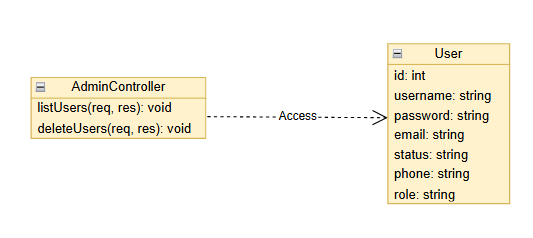 AdminController
listUsers(req, res): void
deleteUsers(req, res): void
Access
User
id: int
username: string
password: string
email: string
status: string
phone: string
role: string